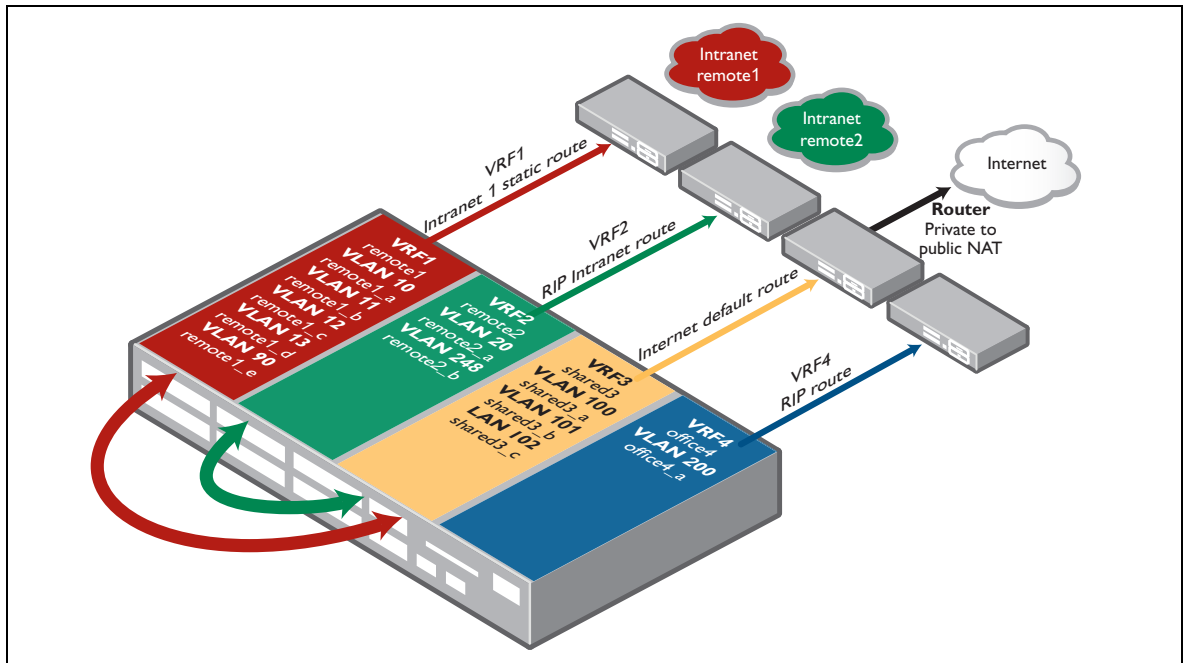 Intranet
remote1
Intranet
remote2
Internet
Router
Private to
public NAT
VRF1
Intranet 1 static route
VRF2
RIP Intranet route
Internet default route
VRF4
RIP route
VRF1
remote1
VLAN 10
remote1_a
VLAN 11
remote1_b
VLAN 12
remote1_c
VLAN 13
remote1_d
VLAN 90
remote1_e
VRF2
remote2
VLAN 20
remote2_a
VLAN 248
remote2_b
VRF3
shared3
VLAN 100
shared3_a
VLAN 101
shared3_b
LAN 102
shared3_c
VRF4
office4
VLAN 200
office4_a